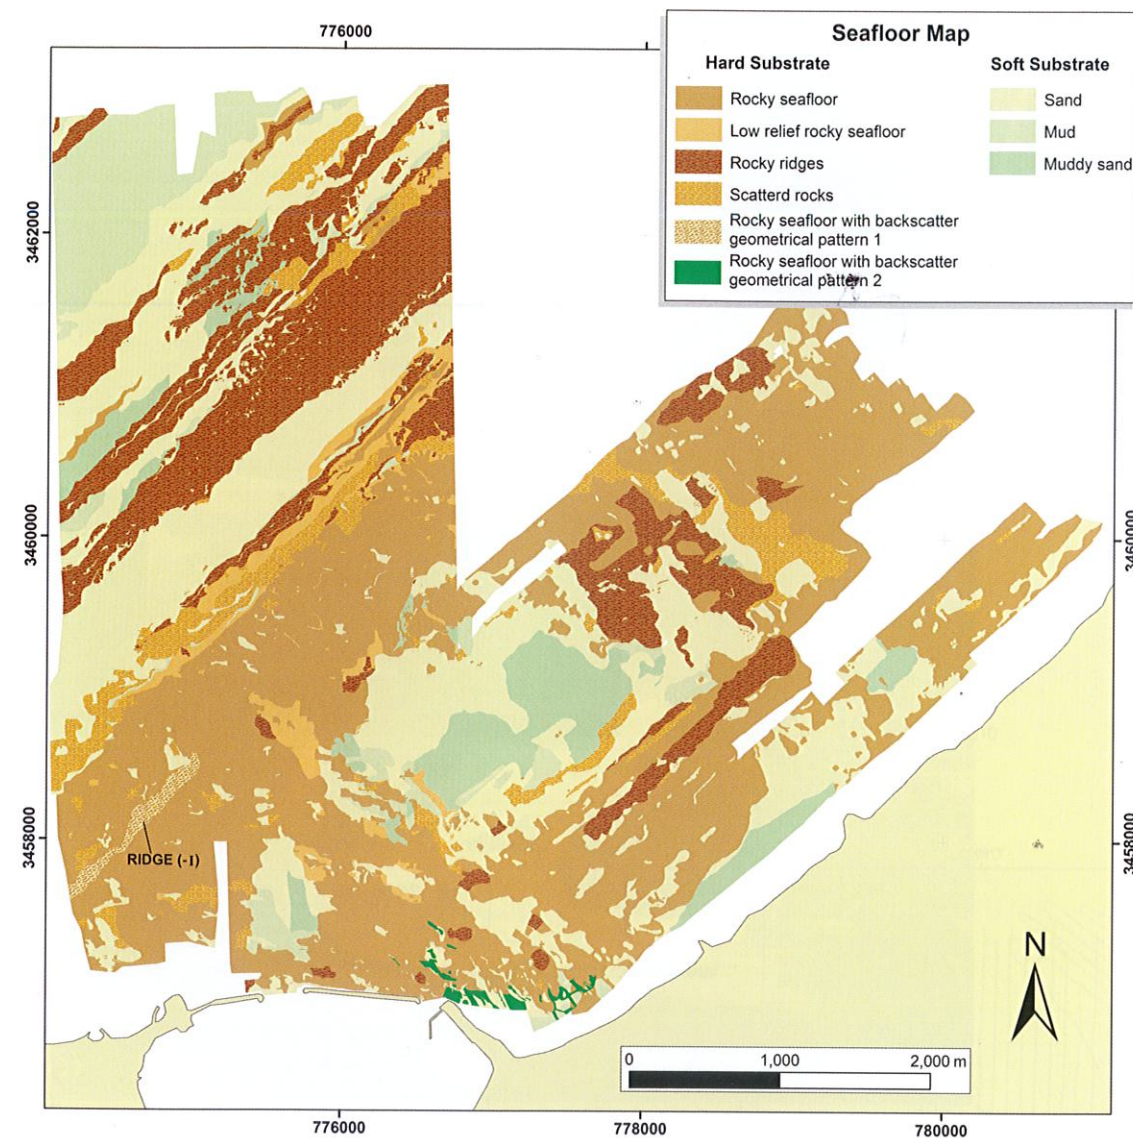 776000
Seafloor Map
Hard Substrate
Rocky seafloor
Low relief rocky seafloor
Rocky ridges
Scatterd rocks
Rocky seafloor with backscatter
geometrical pattern 1
Rocky seafloor with backscatter
geometrical pattern 2
Soft Substrate
Sand
Mud
Muddy sand
3462000
3460000
3460000
3458000
3458000
RIDGE (-I)
N
0 1,000 2,000 m
776000
778000
780000